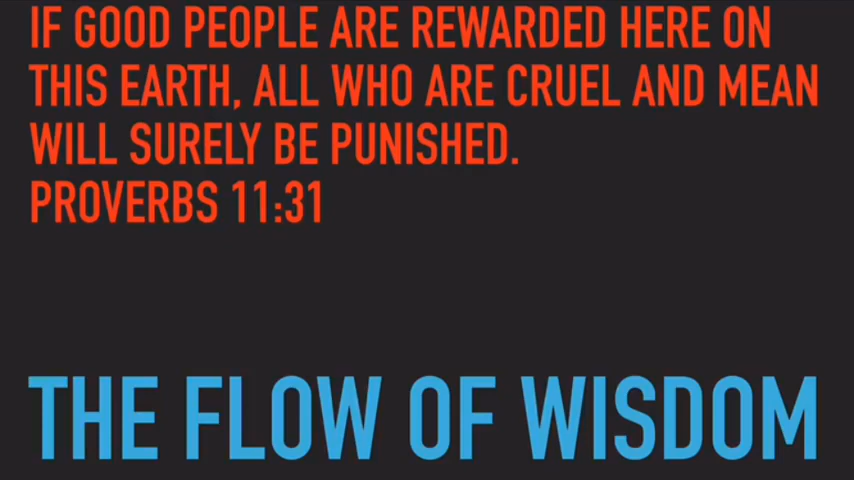 IF GOOD PEOPLE ARE REWARDED HERE ON
THIS EARTH, ALL WHO ARE CRUEL AND MEAN
WILL SURELY BE PUNISHED.
PROVERBS 11:31
THE FLOW OF WISDOM